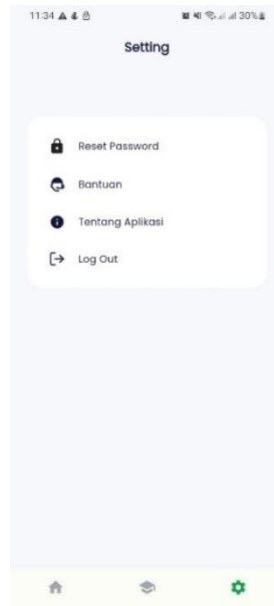 11:34 30%
Setting
Reset Password
Bantuan
Tentang Aplikasi
Log Out